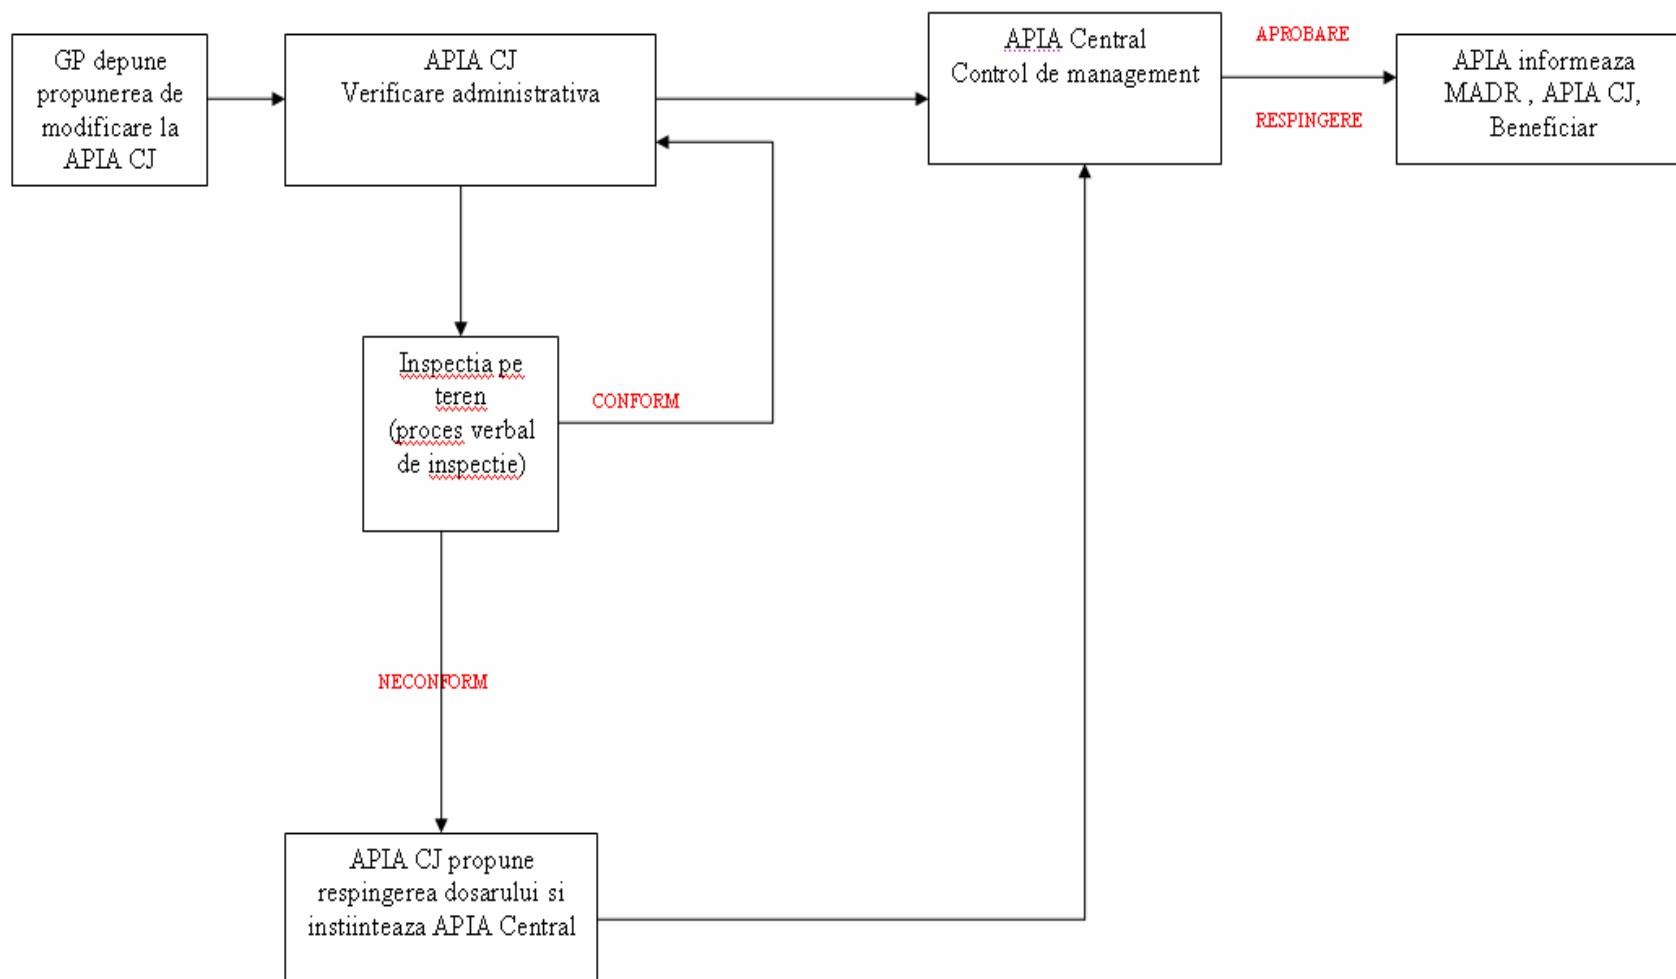 GP depune
propunerea de
modificare la
APIA CJ
APIA CJ
Verificare administrativa
APIA Central
Control de management
APROBARE
RESPINGERE
APIA informeaza
MADR , APIA CJ,
Beneficiar
Inspectia pe
teren
(proces verbal
de inspectie)
CONFORM
NECONFORM
APIA CJ propune
respingerea dosarului si
instiinteaza APIA Central